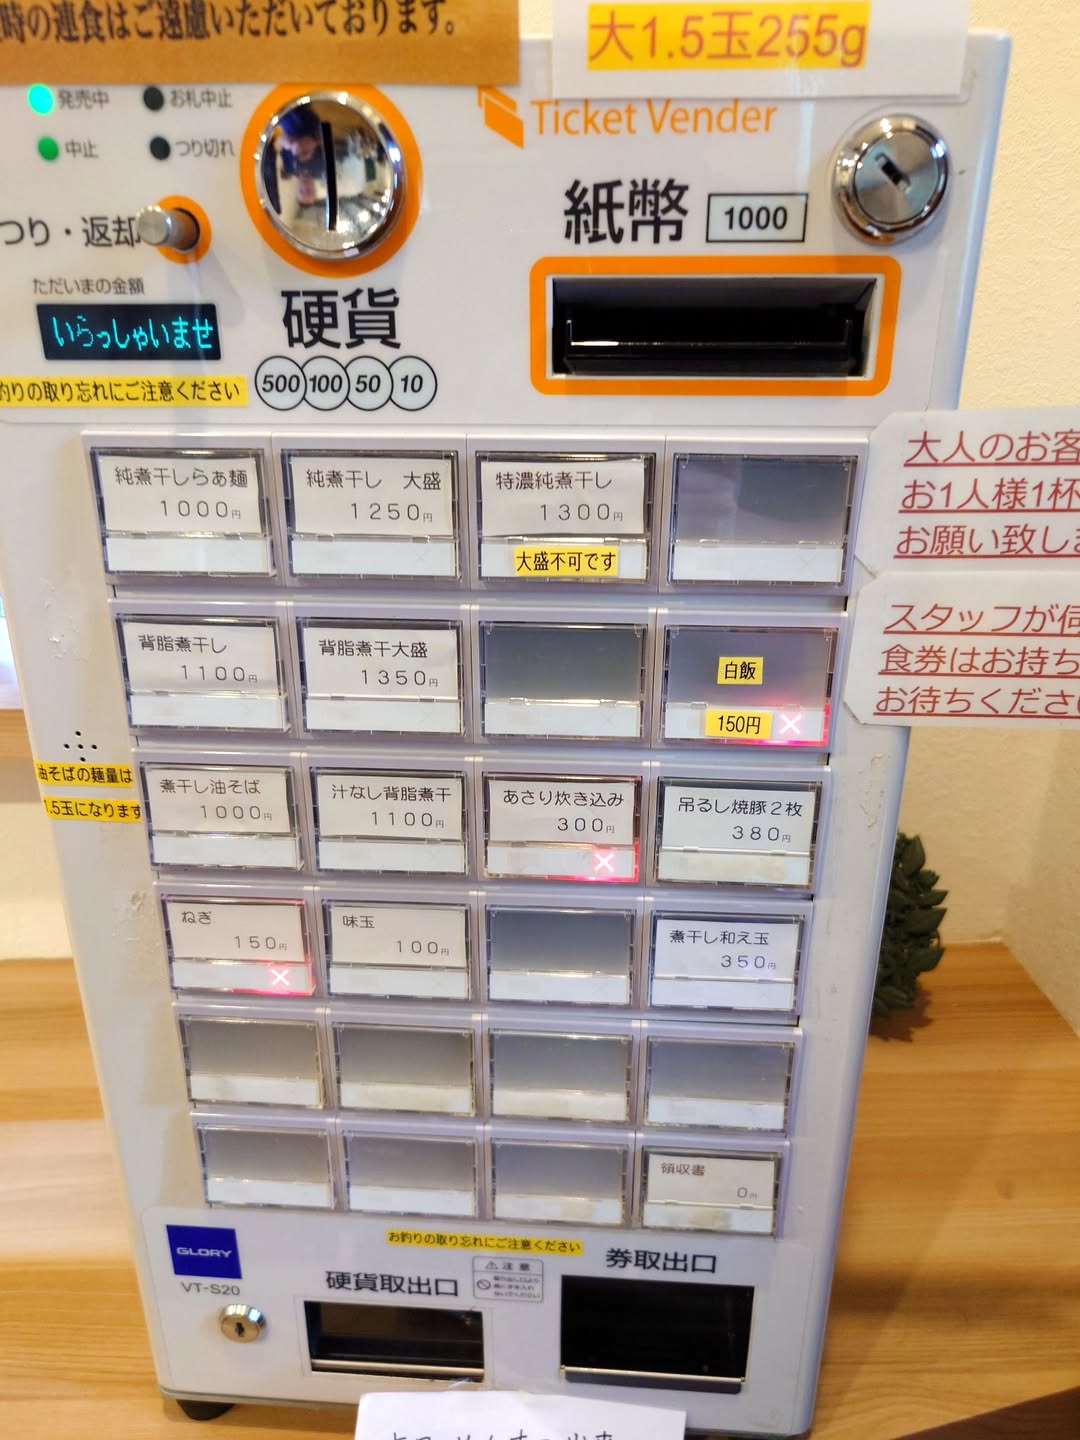 時の連食はご遠慮いただいております。
大1.5玉255g
発売中
お札中止
中止
つり切れ
Ticket Vender
つり・返却
紙幣
1000
ただいまの金額
いらっしゃいませ
硬貨
500 100 50 10
釣りの取り忘れにご注意ください
純煮干しらぁ麺
1000円
純煮干し 大盛
1250円
特濃純煮干し
1300円
大盛不可です
大人のお客
お1人様1杯
お願い致しま
背脂煮干し
1100円
背脂煮干大盛
1350円
白飯
150円
スタッフが伺
食券はお持ち
お待ちくださ
油そばの麺量は
1.5玉になります
煮干し油そば
1000円
汁なし背脂煮干
1100円
あさり炊き込み
300円
吊るし焼豚2枚
380円
ねぎ
150円
味玉
100円
煮干し和え玉
350円
領収書
0円
GLORY
VT-S20
お釣りの取り忘れにご注意ください
硬貨取出口
注意
券取出口